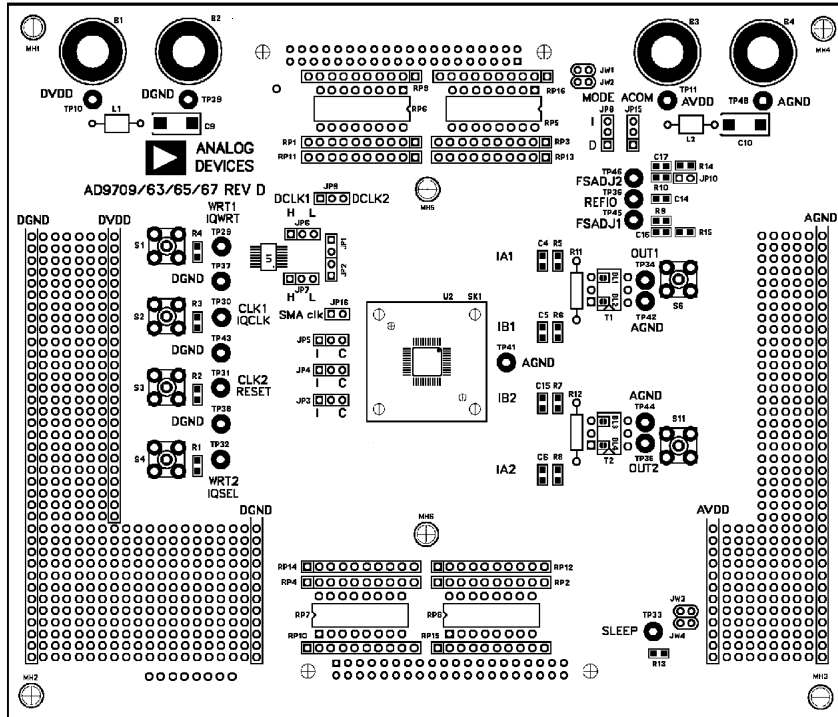 B1
B2
B3
B4
MH1
MH4
DVDD
TP10
DGND
TP39
L1
C9
RP9
RP16
RP6
RP5
JW1
JW2
MODE
ACOM
JP8
JP15
I
D
TP11
AVDD
TP48
AGND
L2
C10
ANALOG
DEVICES
RP1
RP3
RP11
RP13
AD9709/63/65/67 REV D
MH5
TP46
FSADJ2
TP36
REFIO
TP45
FSADJ1
C17
R14
JP10
R10
C14
R9
C16
R15
DCLK1
JP9
DCLK2
H
L
JP6
JP1
JP2
U1
JP7
H
L
DGND
DVDD
AGND
WRT1
IQWRT
S1
R4
TP29
DGND
TP37
S2
R3
TP30
CLK1
IQCLK
DGND
TP43
S3
R2
TP31
CLK2
RESET
DGND
TP38
S4
R1
TP32
WRT2
IQSEL
SMA clk
JP16
JP5
I
C
JP4
I
C
JP3
I
C
U2
SK1
TP41
AGND
IA1
C4
R5
R11
OUT1
TP34
DL1
DL2
T1
TP42
AGND
S6
IB1
C5
R6
IB2
C15
R7
R12
AGND
TP44
DL3
DL4
T2
TP35
OUT2
S11
IA2
C6
R8
DGND
AVDD
MH6
RP14
RP12
RP4
RP2
RP7
RP8
RP10
RP15
TP33
SLEEP
JW3
JW4
R13
MH2
MH3